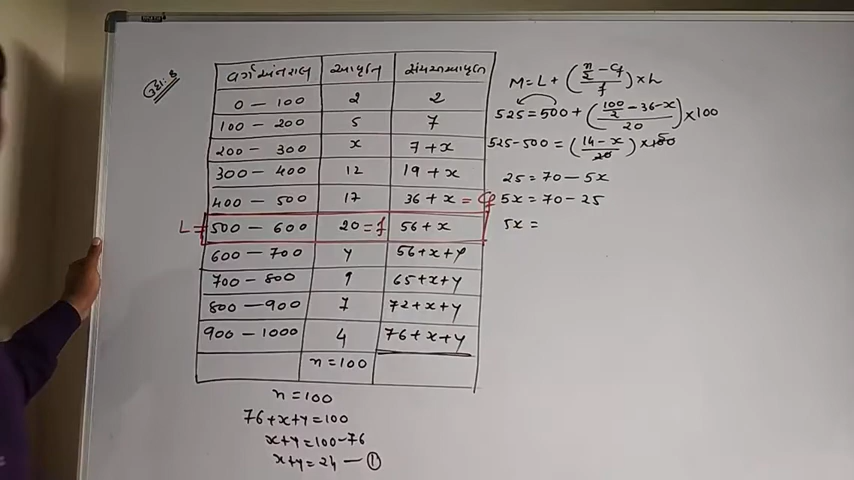 ઉદા: 8
વર્ગ અંતરાલ આવૃત્તિ સંચયી આવૃત્તિ
0 - 100 2 2
100 - 200 5 7
200 - 300 x 7 + x
300 - 400 12 19 + x
400 - 500 17 36 + x = cf
L = 500 - 600 20 = f 56 + x
600 - 700 y 56 + x + y
700 - 800 9 65 + x + y
800 - 900 7 72 + x + y
900 - 1000 4 76 + x + y
n = 100
n = 100
76 + x + y = 100
x + y = 100 - 76
x + y = 24 — ①
M = L + ( (n/2 - cf) / f ) × h
525 = 500 + ( (100/2 - 36 - x) / 20 ) × 100
525 - 500 = ( (14 - x) / 20 ) × 100 5
25 = 70 - 5x
5x = 70 - 25
5x =